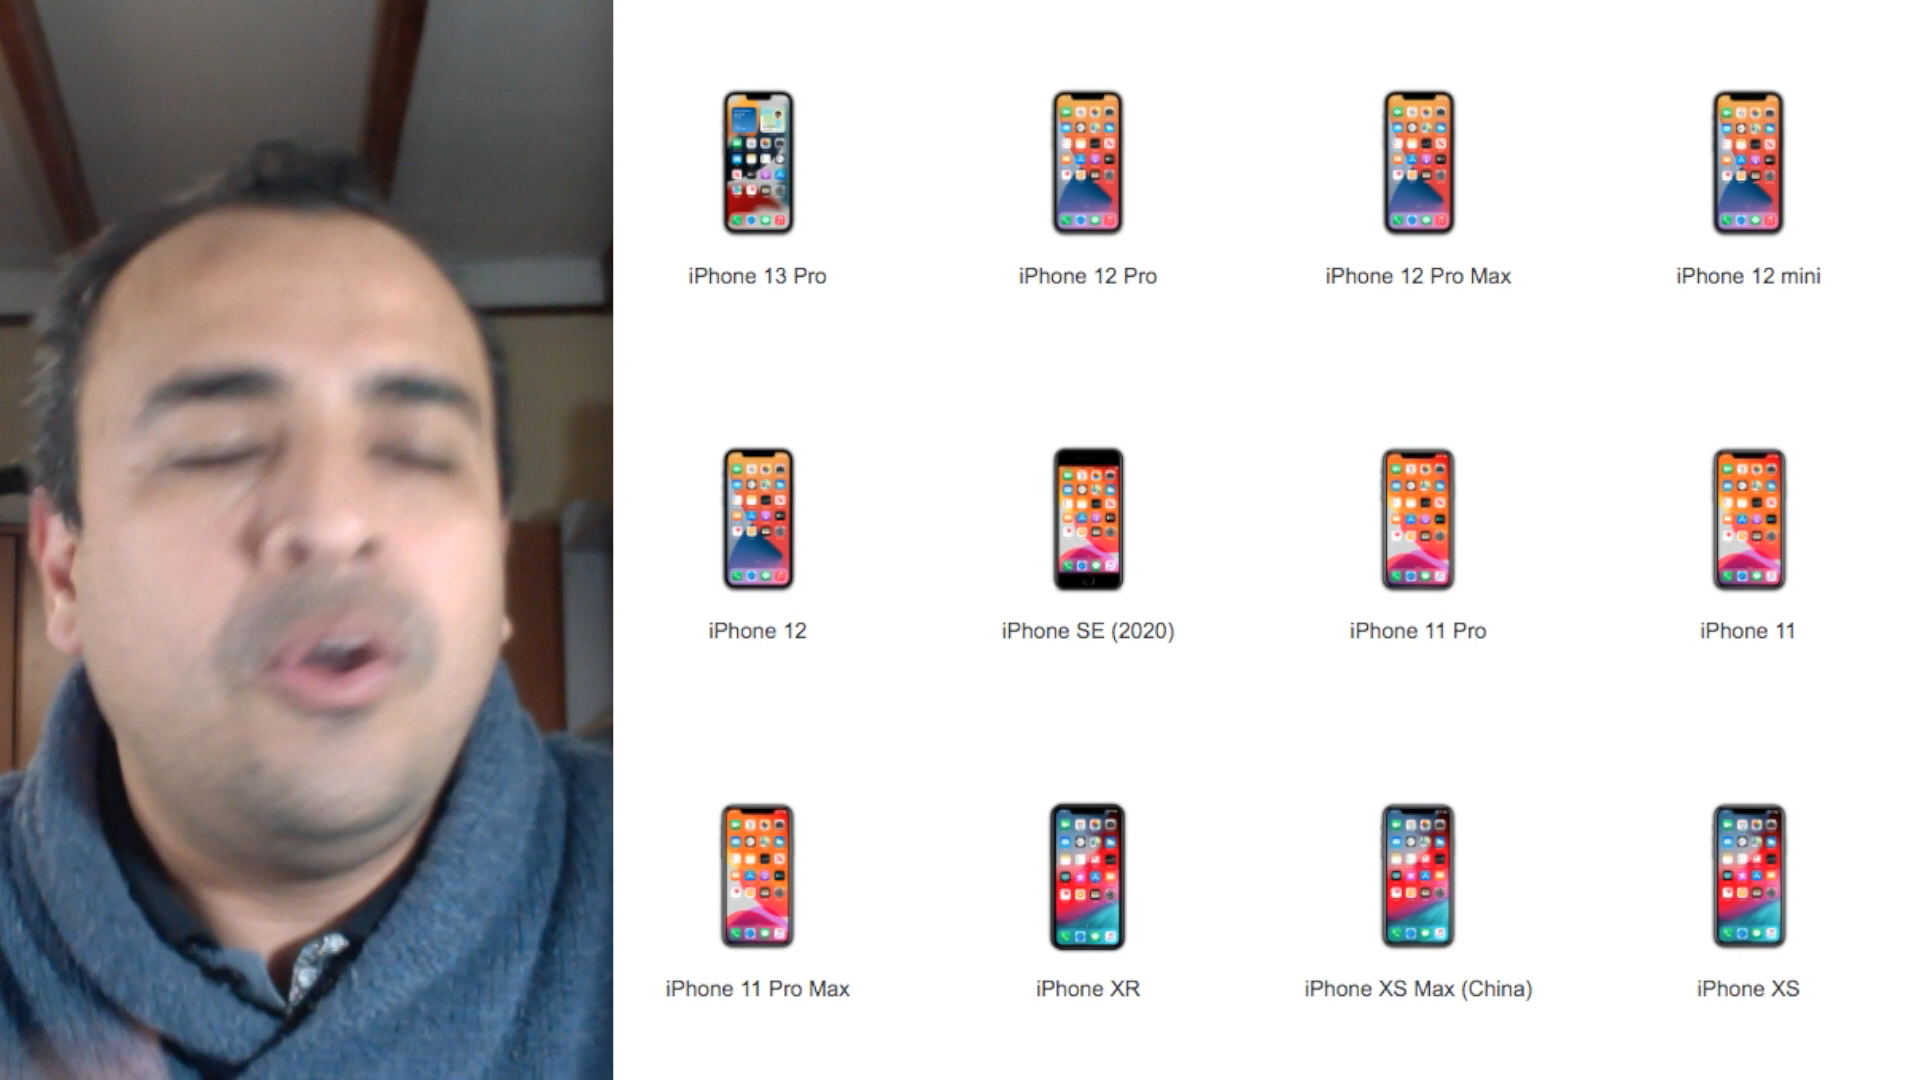 iPhone 13 Pro
iPhone 12 Pro
iPhone 12 Pro Max
iPhone 12 mini
iPhone 12
iPhone SE (2020)
iPhone 11 Pro
iPhone 11
iPhone 11 Pro Max
iPhone XR
iPhone XS Max (China)
iPhone XS